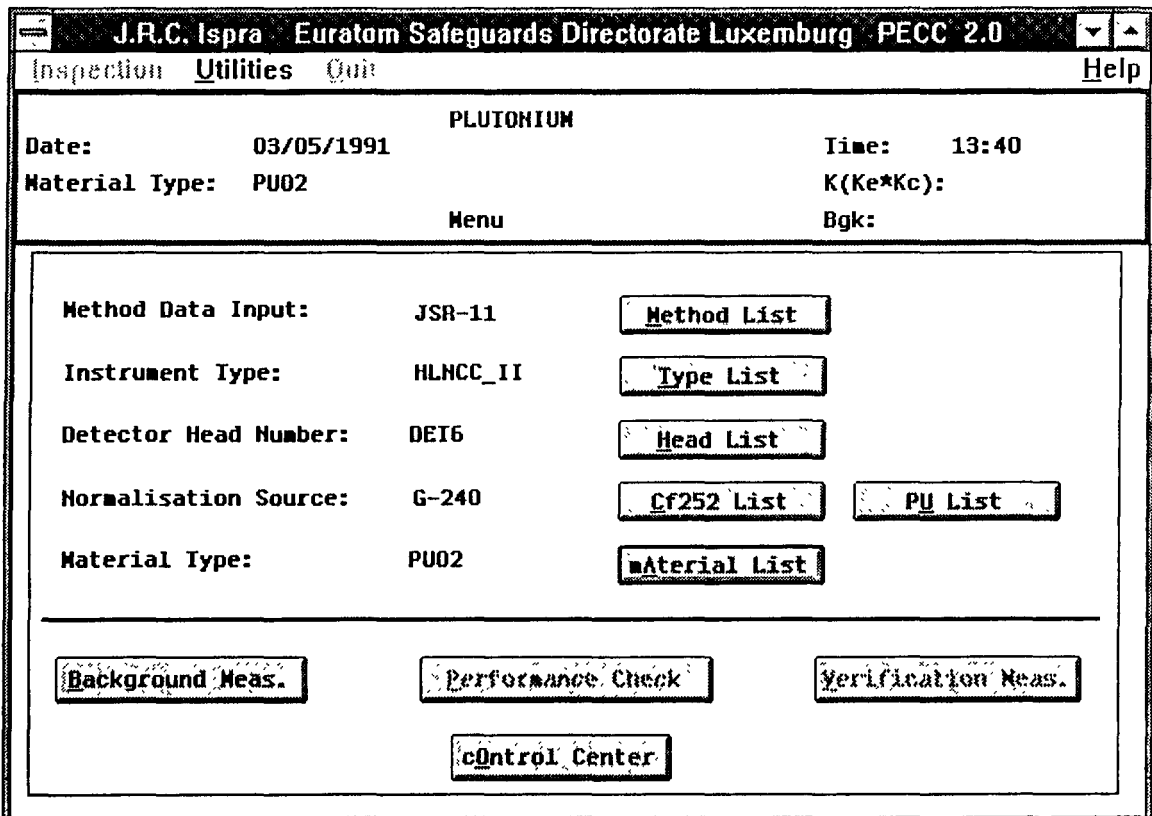 J.R.C. Ispra Euratom Safeguards Directorate Luxemburg PECC 2.0
Inspection Utilities Quit Help
PLUTONIUM
Date: 03/05/1991 Time: 13:40
Material Type: PUO2 K(Ke*Kc):
Menu Bgk:
Method Data Input: JSR-11 Method List
Instrument Type: HLNCC_II Type List
Detector Head Number: DET6 Head List
Normalisation Source: G-240 Cf252 List PU List
Material Type: PUO2 mAterial List
Background Meas. Performance Check Verification Meas.
cOntrol Center